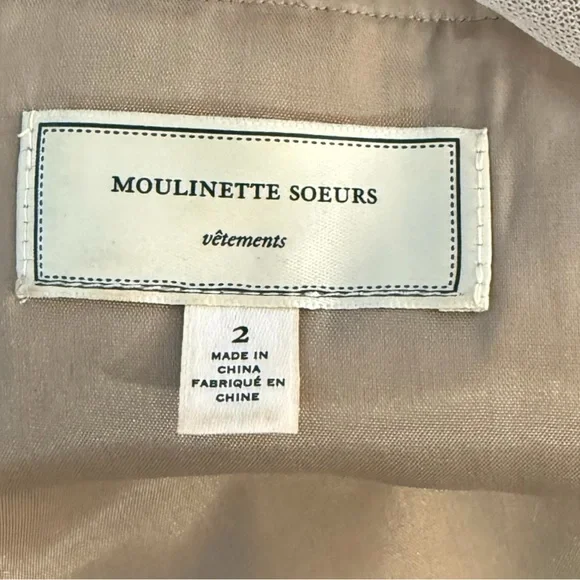 MOULINETTE SOEURS
vêtements
2
MADE IN
CHINA
FABRIQUÉ EN
CHINE